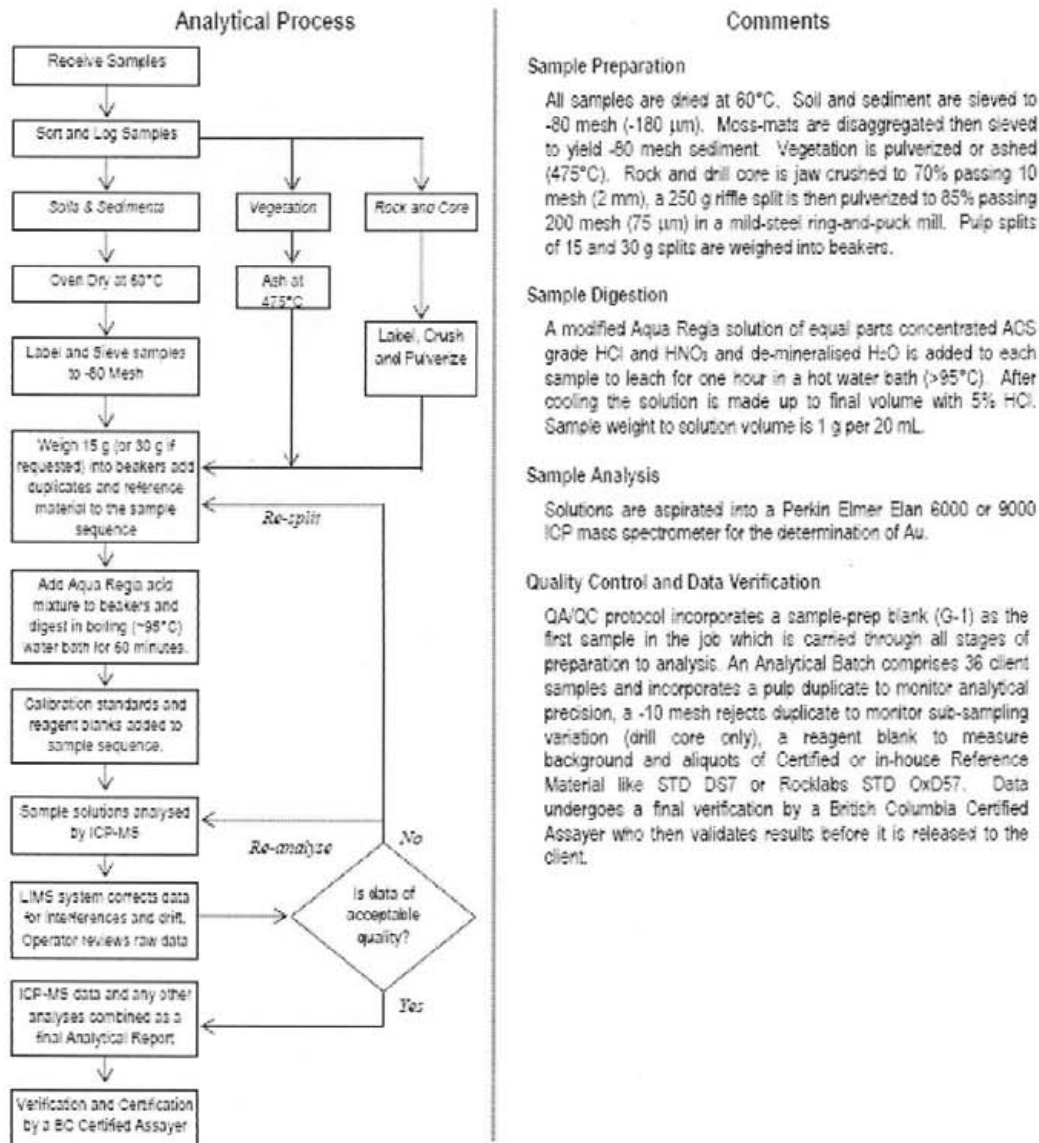 Analytical Process
Receive Samples
Sort and Log Samples
Soils & Sediments
Vegetation
Rock and Core
Oven Dry at 60°C
Ash at
475°C
Label, Crush
and Pulverize
Label and Sieve samples
to -80 Mesh
Weigh 15 g (or 30 g if
requested) into beakers add
duplicates and reference
material to the sample
sequence
Re-split
Add Aqua Regia acid
mixture to beakers and
digest in boiling (~95°C)
water bath for 60 minutes.
Calibration standards and
reagent blanks added to
sample sequence.
Sample solutions analysed
by ICP-MS
Re-analyse
No
LIMS system corrects data
for interferences and drift.
Operator reviews raw data
Is data of
acceptable
quality?
Yes
ICP-MS data and any other
analyses combined as a
final Analytical Report
Verification and Certification
by a BC Certified Assayer
Comments
Sample Preparation
All samples are dried at 60°C. Soil and sediment are sieved to
-80 mesh (-180 µm). Moss-mats are disaggregated then sieved
to yield -80 mesh sediment. Vegetation is pulverized or ashed
(475°C). Rock and drill core is jaw crushed to 70% passing 10
mesh (2 mm), a 250 g riffle split is then pulverized to 85% passing
200 mesh (75 µm) in a mild-steel ring-and-puck mill. Pulp splits
of 15 and 30 g splits are weighed into beakers.
Sample Digestion
A modified Aqua Regia solution of equal parts concentrated ACS
grade HCl and HNO₃ and de-mineralised H₂O is added to each
sample to leach for one hour in a hot water bath (>95°C). After
cooling the solution is made up to final volume with 5% HCl.
Sample weight to solution volume is 1 g per 20 mL.
Sample Analysis
Solutions are aspirated into a Perkin Elmer Elan 6000 or 9000
ICP mass spectrometer for the determination of Au.
Quality Control and Data Verification
QA/QC protocol incorporates a sample-prep blank (G-1) as the
first sample in the job which is carried through all stages of
preparation to analysis. An Analytical Batch comprises 36 client
samples and incorporates a pulp duplicate to monitor analytical
precision, a -10 mesh rejects duplicate to monitor sub-sampling
variation (drill core only), a reagent blank to measure
background and aliquots of Certified or in-house Reference
Material like STD DS7 or Rocklabs STD OxD57. Data
undergoes a final verification by a British Columbia Certified
Assayer who then validates results before it is released to the
client.